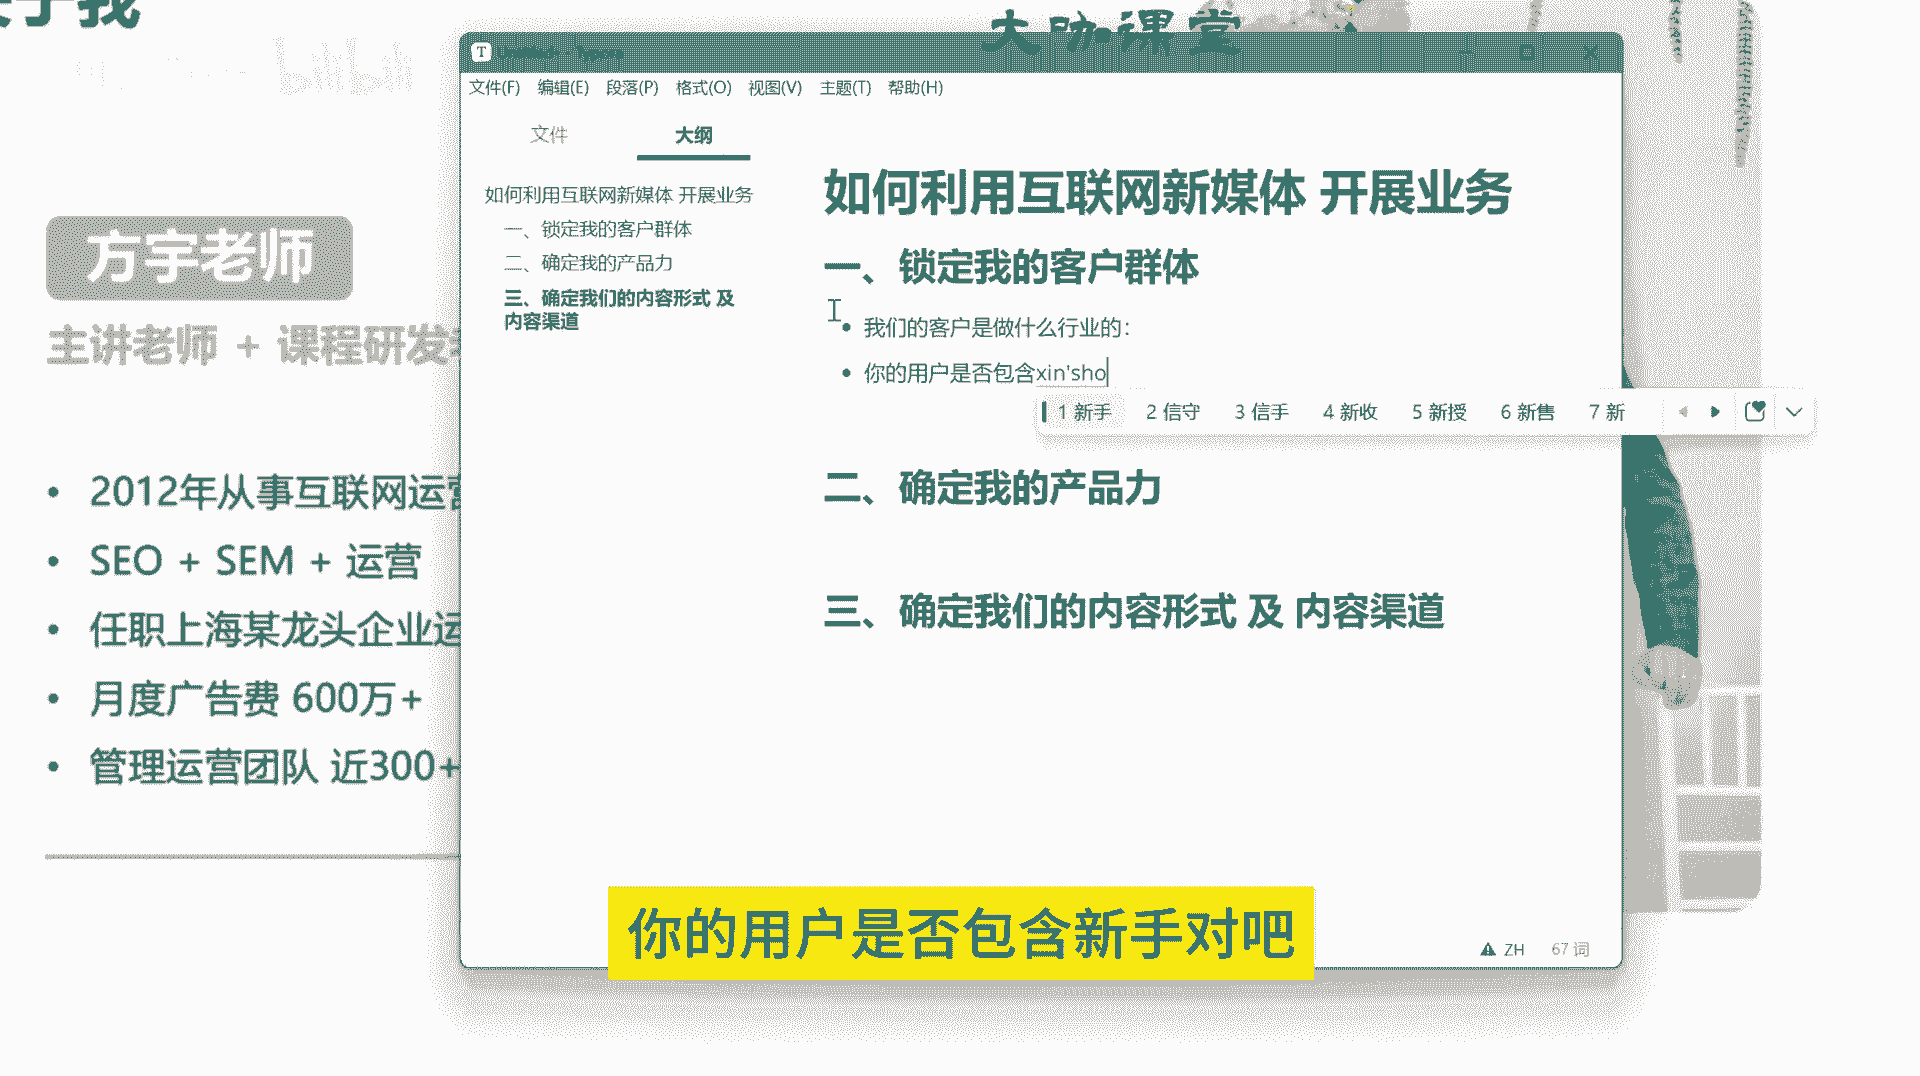 关于我
bilibili
大咖课堂
方宇老师
主讲老师 + 课程研发
2012年从事互联网运营
SEO + SEM + 运营
任职上海某龙头企业运
月度广告费 600万+
管理运营团队 近300+
T
文件(F) 编辑(E) 段落(P) 格式(O) 视图(V) 主题(T) 帮助(H)
文件 大纲
如何利用互联网新媒体 开展业务
一、锁定我的客户群体
二、确定我的产品力
三、确定我们的内容形式 及
内容渠道
如何利用互联网新媒体 开展业务
一、锁定我的客户群体
我们的客户是做什么行业的：
你的用户是否包含xin'sho
1 新手 2 信守 3 信手 4 新收 5 新授 6 新售 7 新
二、确定我的产品力
三、确定我们的内容形式 及 内容渠道
ZH 67 词
你的用户是否包含新手对吧